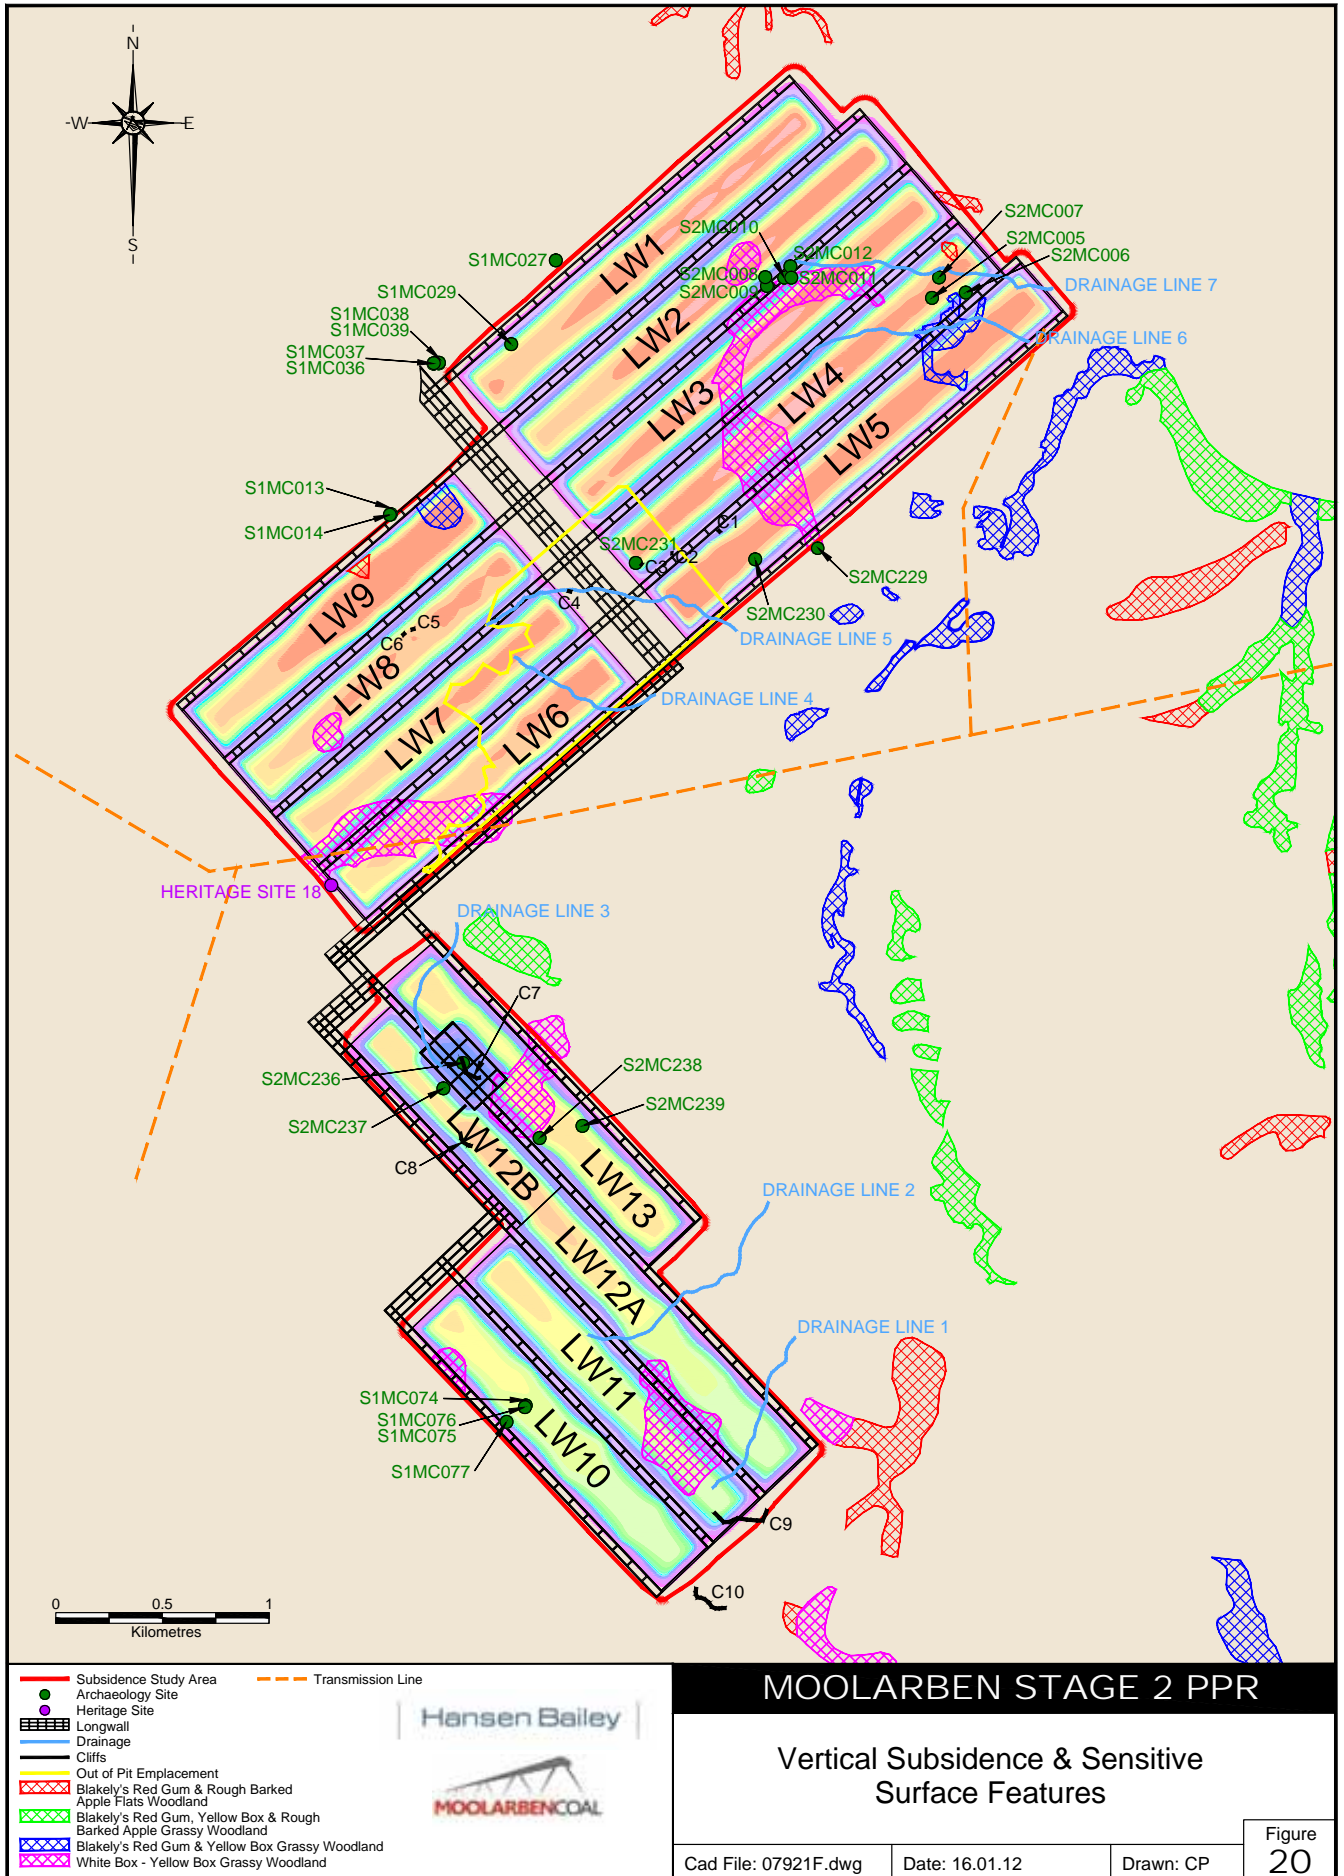 N
-W-
E
S
S2MC007
S2MC010
S2MC005
S2MC012
S2MC006
S1MC027
LW1
S2MC008
S2MC011
S2MC009
DRAINAGE LINE 7
S1MC029
S1MC038
S1MC039
LW2
DRAINAGE LINE 6
S1MC037
S1MC036
LW3
LW4
LW5
S1MC013
S1MC014
C1
S2MC231
C2
C3
S2MC229
S2MC230
C4
LW9
C5
C6
DRAINAGE LINE 5
LW8
DRAINAGE LINE 4
LW7
LW6
HERITAGE SITE 18
DRAINAGE LINE 3
C7
S2MC236
S2MC238
S2MC239
S2MC237
LW12B
C8
LW13
DRAINAGE LINE 2
LW12A
DRAINAGE LINE 1
LW11
S1MC074
S1MC076
S1MC075
LW10
S1MC077
C9
C10
0 0.5 1
Kilometres
Subsidence Study Area
Transmission Line
Archaeology Site
Heritage Site
Longwall
Drainage
Cliffs
Out of Pit Emplacement
Blakely's Red Gum & Rough Barked
Apple Flats Woodland
Blakely's Red Gum, Yellow Box & Rough
Barked Apple Grassy Woodland
Blakely's Red Gum & Yellow Box Grassy Woodland
White Box - Yellow Box Grassy Woodland
Hansen Bailey
MOOLARBENCOAL
MOOLARBEN STAGE 2 PPR
Vertical Subsidence & Sensitive
Surface Features
Cad File: 07921F.dwg
Date: 16.01.12
Drawn: CP
Figure
20